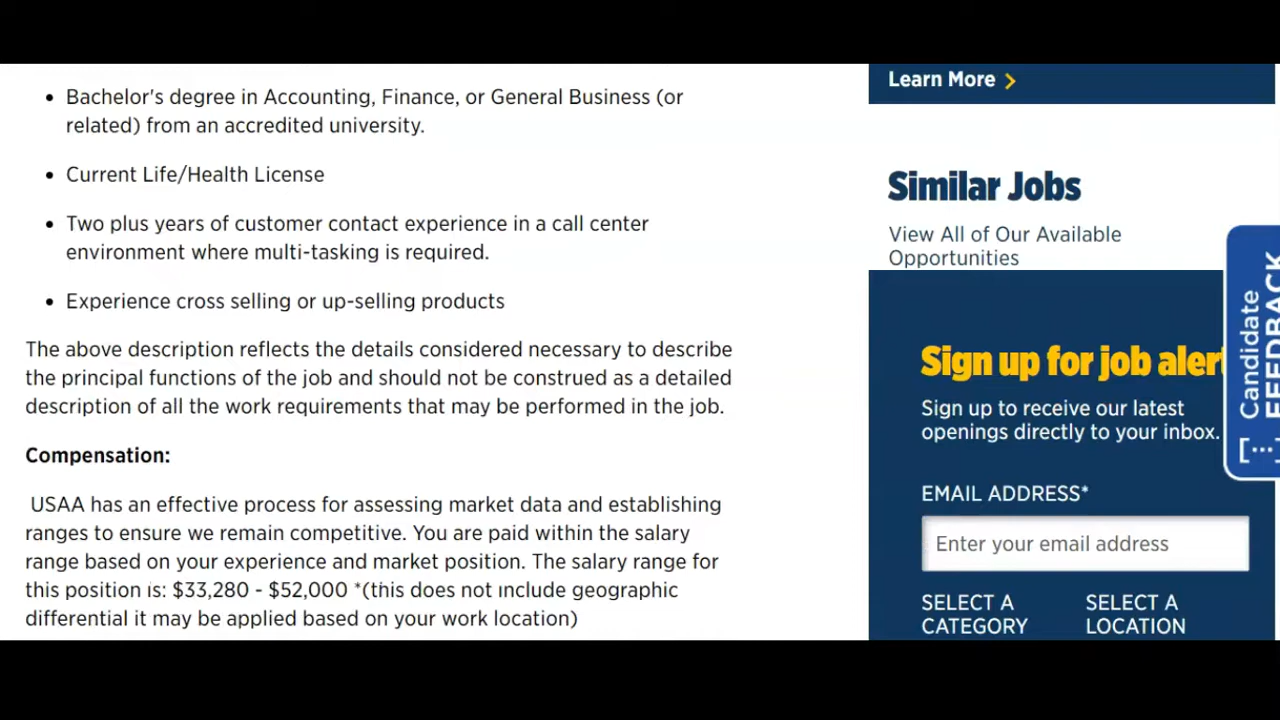 Bachelor's degree in Accounting, Finance, or General Business (or
related) from an accredited university.
Current Life/Health License
Two plus years of customer contact experience in a call center
environment where multi-tasking is required.
Experience cross selling or up-selling products
The above description reflects the details considered necessary to describe
the principal functions of the job and should not be construed as a detailed
description of all the work requirements that may be performed in the job.
Compensation:
USAA has an effective process for assessing market data and establishing
ranges to ensure we remain competitive. You are paid within the salary
range based on your experience and market position. The salary range for
this position is: $33,280 - $52,000 *(this does not include geographic
differential it may be applied based on your work location)
Learn More >
Similar Jobs
View All of Our Available
Opportunities
Sign up for job alert
Sign up to receive our latest
openings directly to your inbox.
EMAIL ADDRESS*
Enter your email address
SELECT A
CATEGORY
SELECT A
LOCATION
Candidate
FEEDBACK
[...]